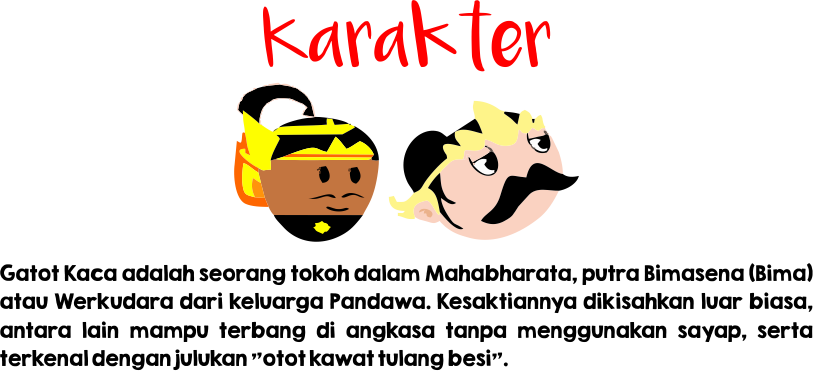 Karakter
Gatot Kaca adalah seorang tokoh dalam Mahabharata, putra Bimasena (Bima)
atau Werkudara dari keluarga Pandawa. Kesaktiannya dikisahkan luar biasa,
antara lain mampu terbang di angkasa tanpa menggunakan sayap, serta
terkenal dengan julukan ”otot kawat tulang besi”.